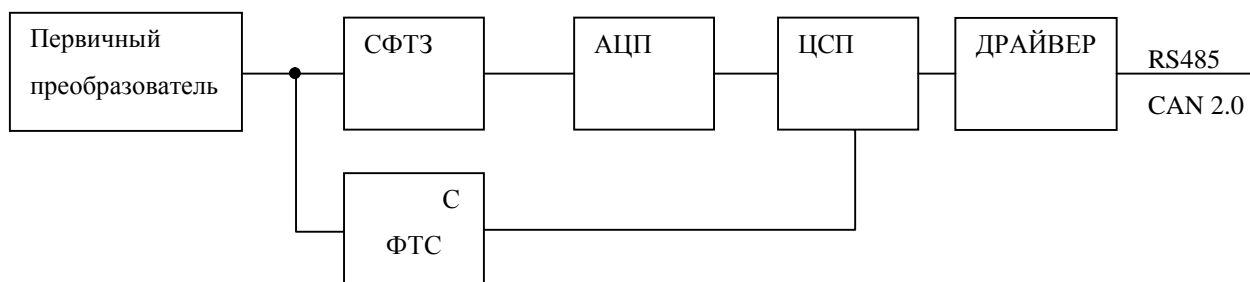 Первичный
преобразователь
СФТЗ
АЦП
ЦСП
ДРАЙВЕР
RS485
CAN 2.0
С
ФТС